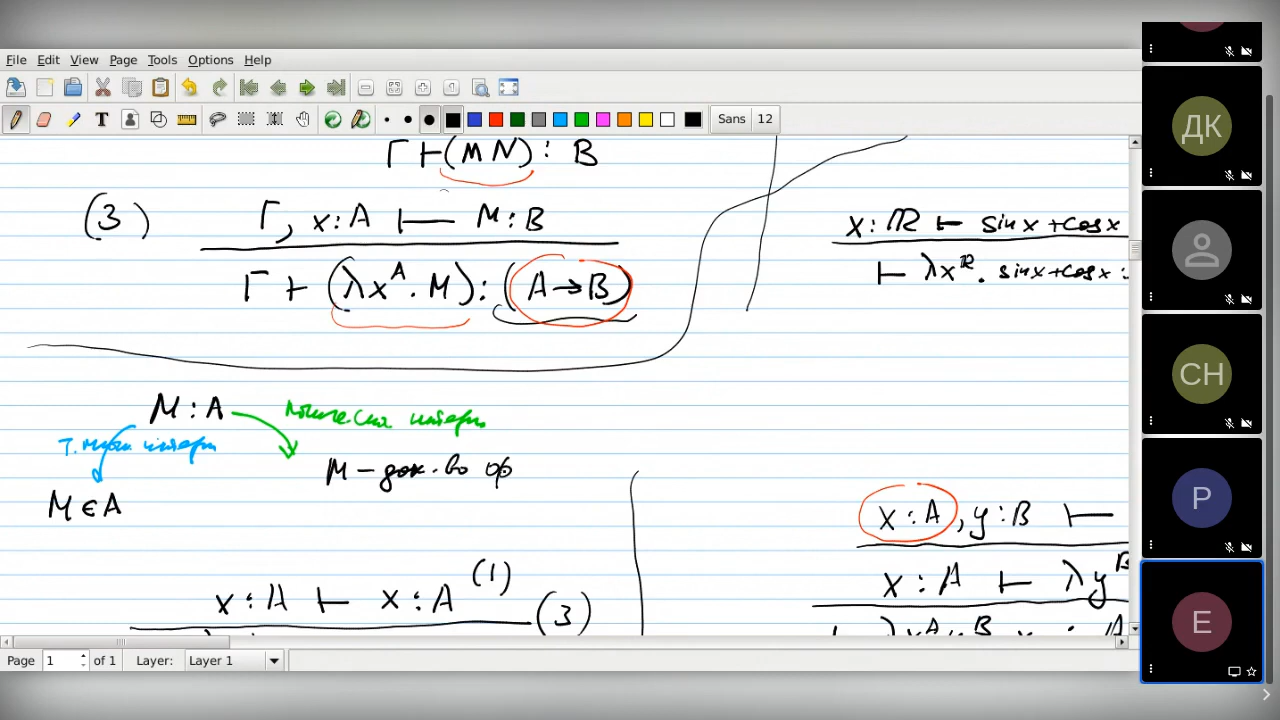 File Edit View Page Tools Options Help
Sans 12
Γ ⊢ (M N) : B
(3)
Γ, x : A ⊢ M : B
Γ ⊢ (λx^A . M) : (A → B)
x : ℝ ⊢ sin x + cos x
⊢ λx^ℝ. sin x + cos x :
M : A
M ∈ A
M – док-во ф
x : A, y : B ⊢
x : A ⊢ λy^B
x : A ⊢ x : A (1)
(3)
ДК
СН
Р
Е
Page 1 of 1 Layer: Layer 1